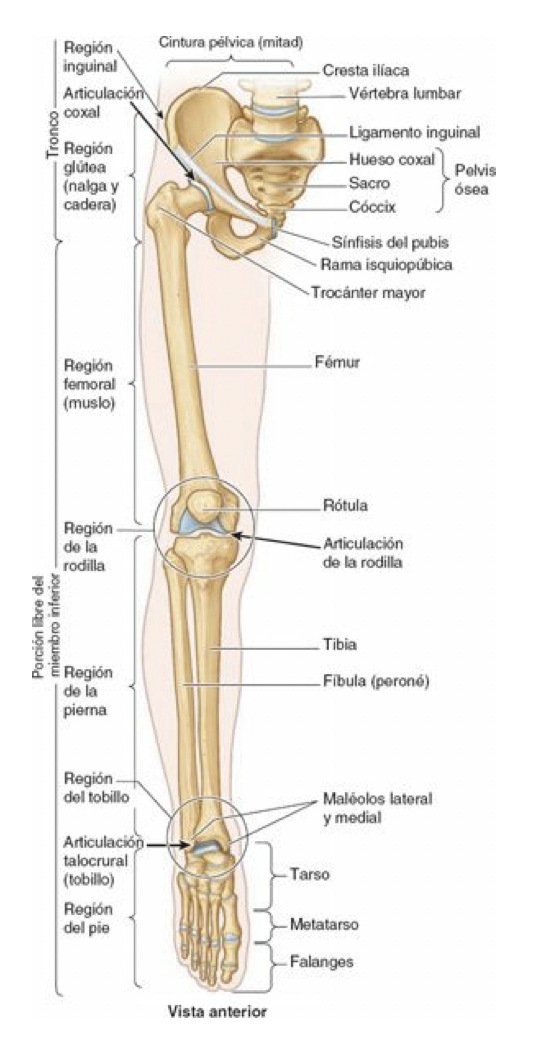 Cintura pélvica (mitad)
Región
inguinal
Articulación
coxal
Tronco
Región
glútea
(nalga y
cadera)
Cresta ilíaca
Vértebra lumbar
Ligamento inguinal
Hueso coxal
Sacro
Cóccix
Pelvis
ósea
Sínfisis del pubis
Rama isquiopúbica
Trocánter mayor
Región
femoral
(muslo)
Fémur
Rótula
Región
de la
rodilla
Articulación
de la rodilla
Porción libre del
miembro inferior
Tibia
Región
de la
pierna
Fíbula (peroné)
Región
del tobillo
Maléolos lateral
y medial
Articulación
talocrural
(tobillo)
Tarso
Región
del pie
Metatarso
Falanges
Vista anterior